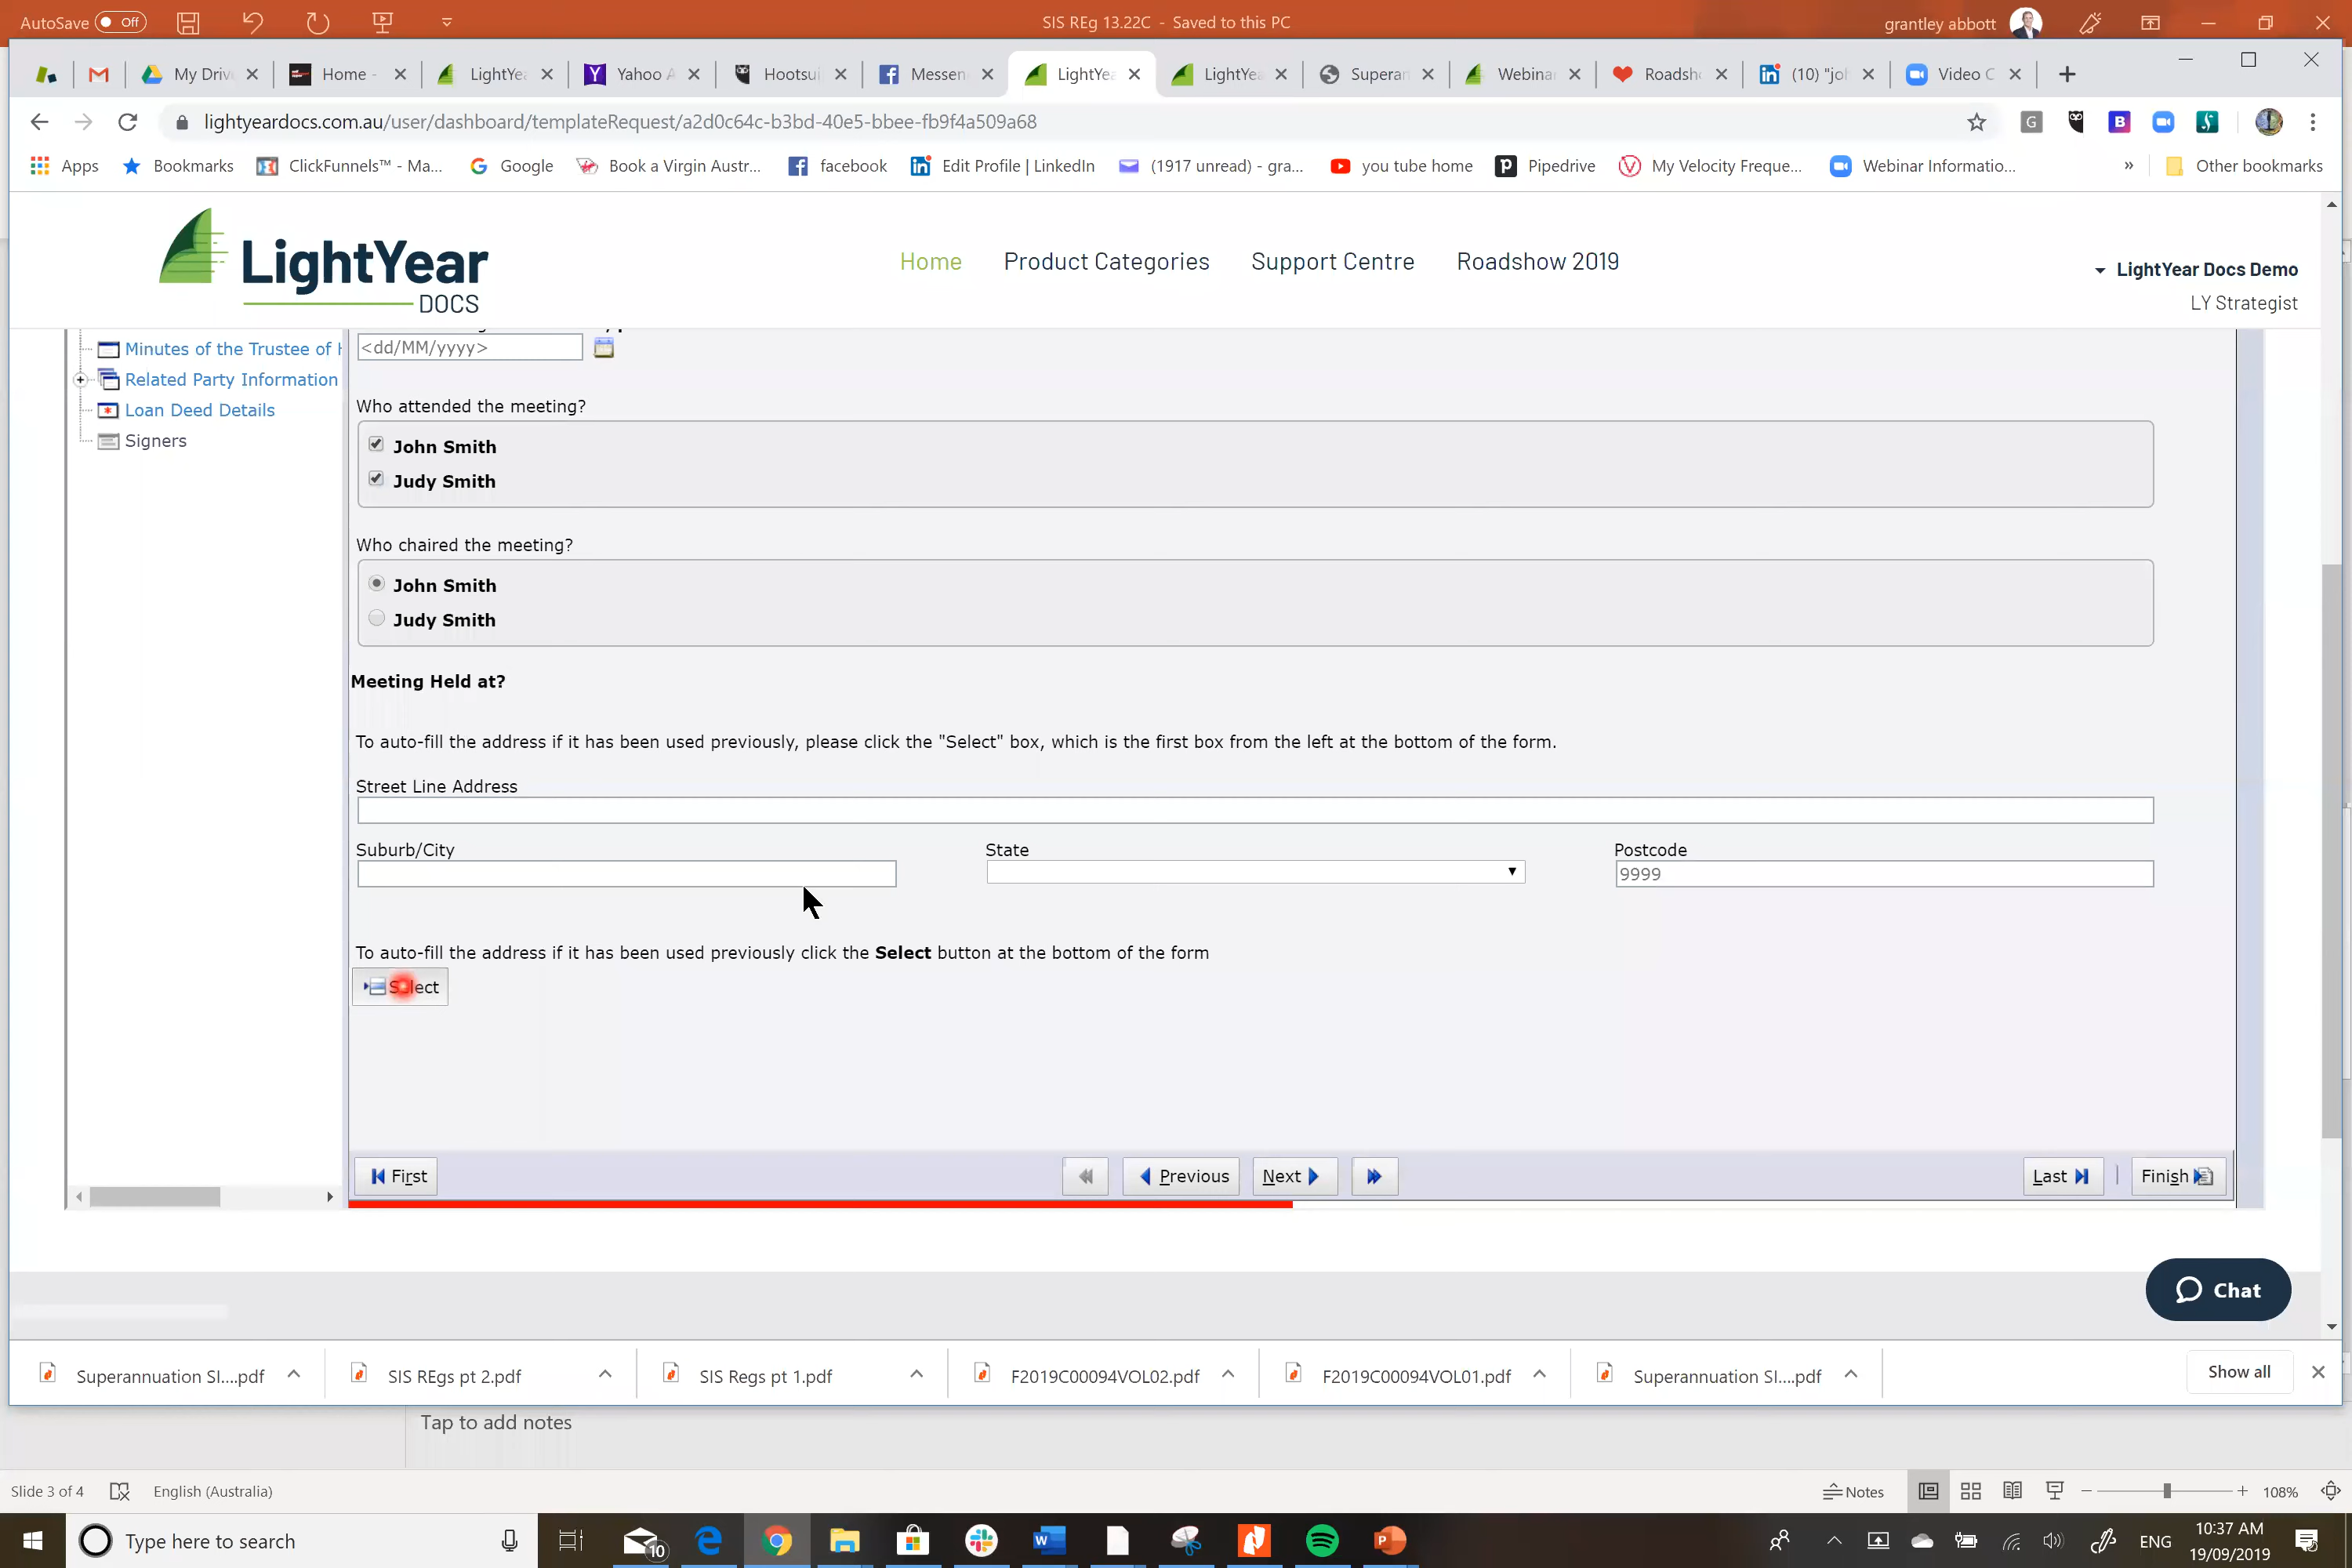 AutoSave Off
SIS REg 13.22C - Saved to this PC
grantley abbott
My Driv
Home -
LightYea
Yahoo A
Hootsui
Messen
LightYea
LightYea
Superan
Webinar
Roadsh
(10) "joh
Video C
lightyeardocs.com.au/user/dashboard/templateRequest/a2d0c64c-b3bd-40e5-bbee-fb9f4a509a68
Apps
Bookmarks
ClickFunnels™ - Ma...
Google
Book a Virgin Austr...
facebook
Edit Profile | LinkedIn
(1917 unread) - gra...
you tube home
Pipedrive
My Velocity Freque...
Webinar Informatio...
»
Other bookmarks
LightYear
DOCS
Home
Product Categories
Support Centre
Roadshow 2019
LightYear Docs Demo
LY Strategist
Minutes of the Trustee of
Related Party Information
Loan Deed Details
Signers
<dd/MM/yyyy>
Who attended the meeting?
John Smith
Judy Smith
Who chaired the meeting?
John Smith
Judy Smith
Meeting Held at?
To auto-fill the address if it has been used previously, please click the "Select" box, which is the first box from the left at the bottom of the form.
Street Line Address
Suburb/City
State
Postcode
9999
To auto-fill the address if it has been used previously click the Select button at the bottom of the form
Select
First
Previous
Next
Last
Finish
Chat
Superannuation SI....pdf
SIS REgs pt 2.pdf
SIS Regs pt 1.pdf
F2019C00094VOL02.pdf
F2019C00094VOL01.pdf
Superannuation SI....pdf
Show all
Tap to add notes
Slide 3 of 4
English (Australia)
Notes
108%
Type here to search
10
ENG
10:37 AM
19/09/2019